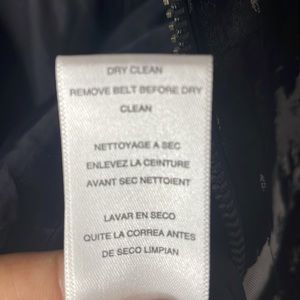 DRY CLEAN
REMOVE BELT BEFORE DRY
CLEAN
NETTOYAGE A SEC
ENLEVEZ LA CEINTURE
AVANT SEC NETTOIENT
LAVAR EN SECO
QUITE LA CORREA ANTES
DE SECO LIMPIAN